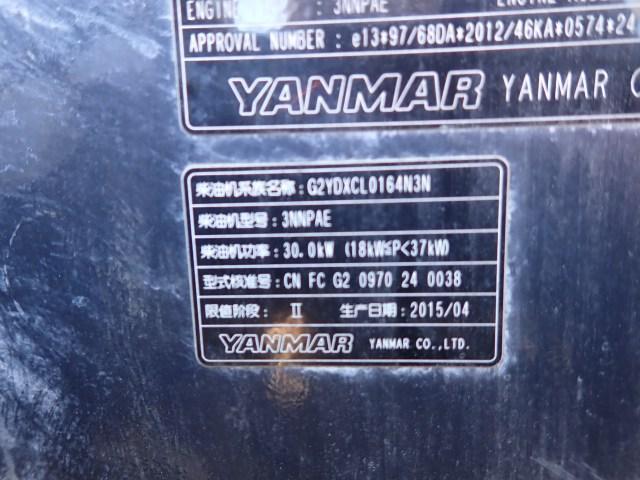 ENGINE
3NNPAE
APPROVAL NUMBER : e13*97/68DA*2012/46KA*0574*24
YANMAR YANMAR C
柴油机系族名称: G2YDXCL0164N3N
柴油机型号: 3NNPAE
柴油机功率: 30.0kW (18kW≦P<37kW)
型式核准号: CN FC G2 0970 24 0038
限值阶段: Ⅱ 生产日期: 2015/04
YANMAR YANMAR CO.,LTD.